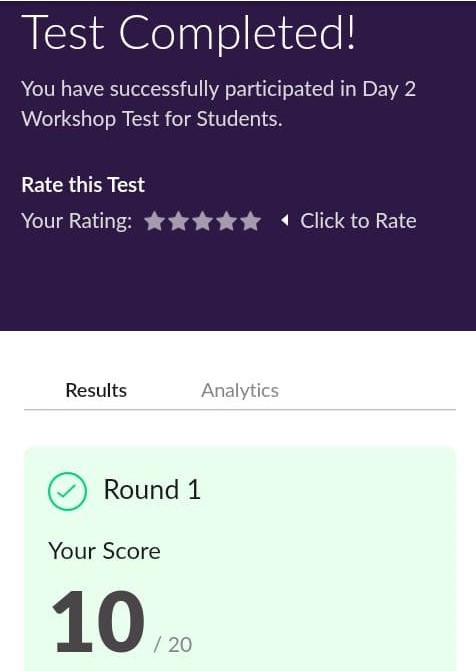 Test Completed!
You have successfully participated in Day 2
Workshop Test for Students.
Rate this Test
Your Rating: Click to Rate
Results Analytics
Round 1
Your Score
10 / 20